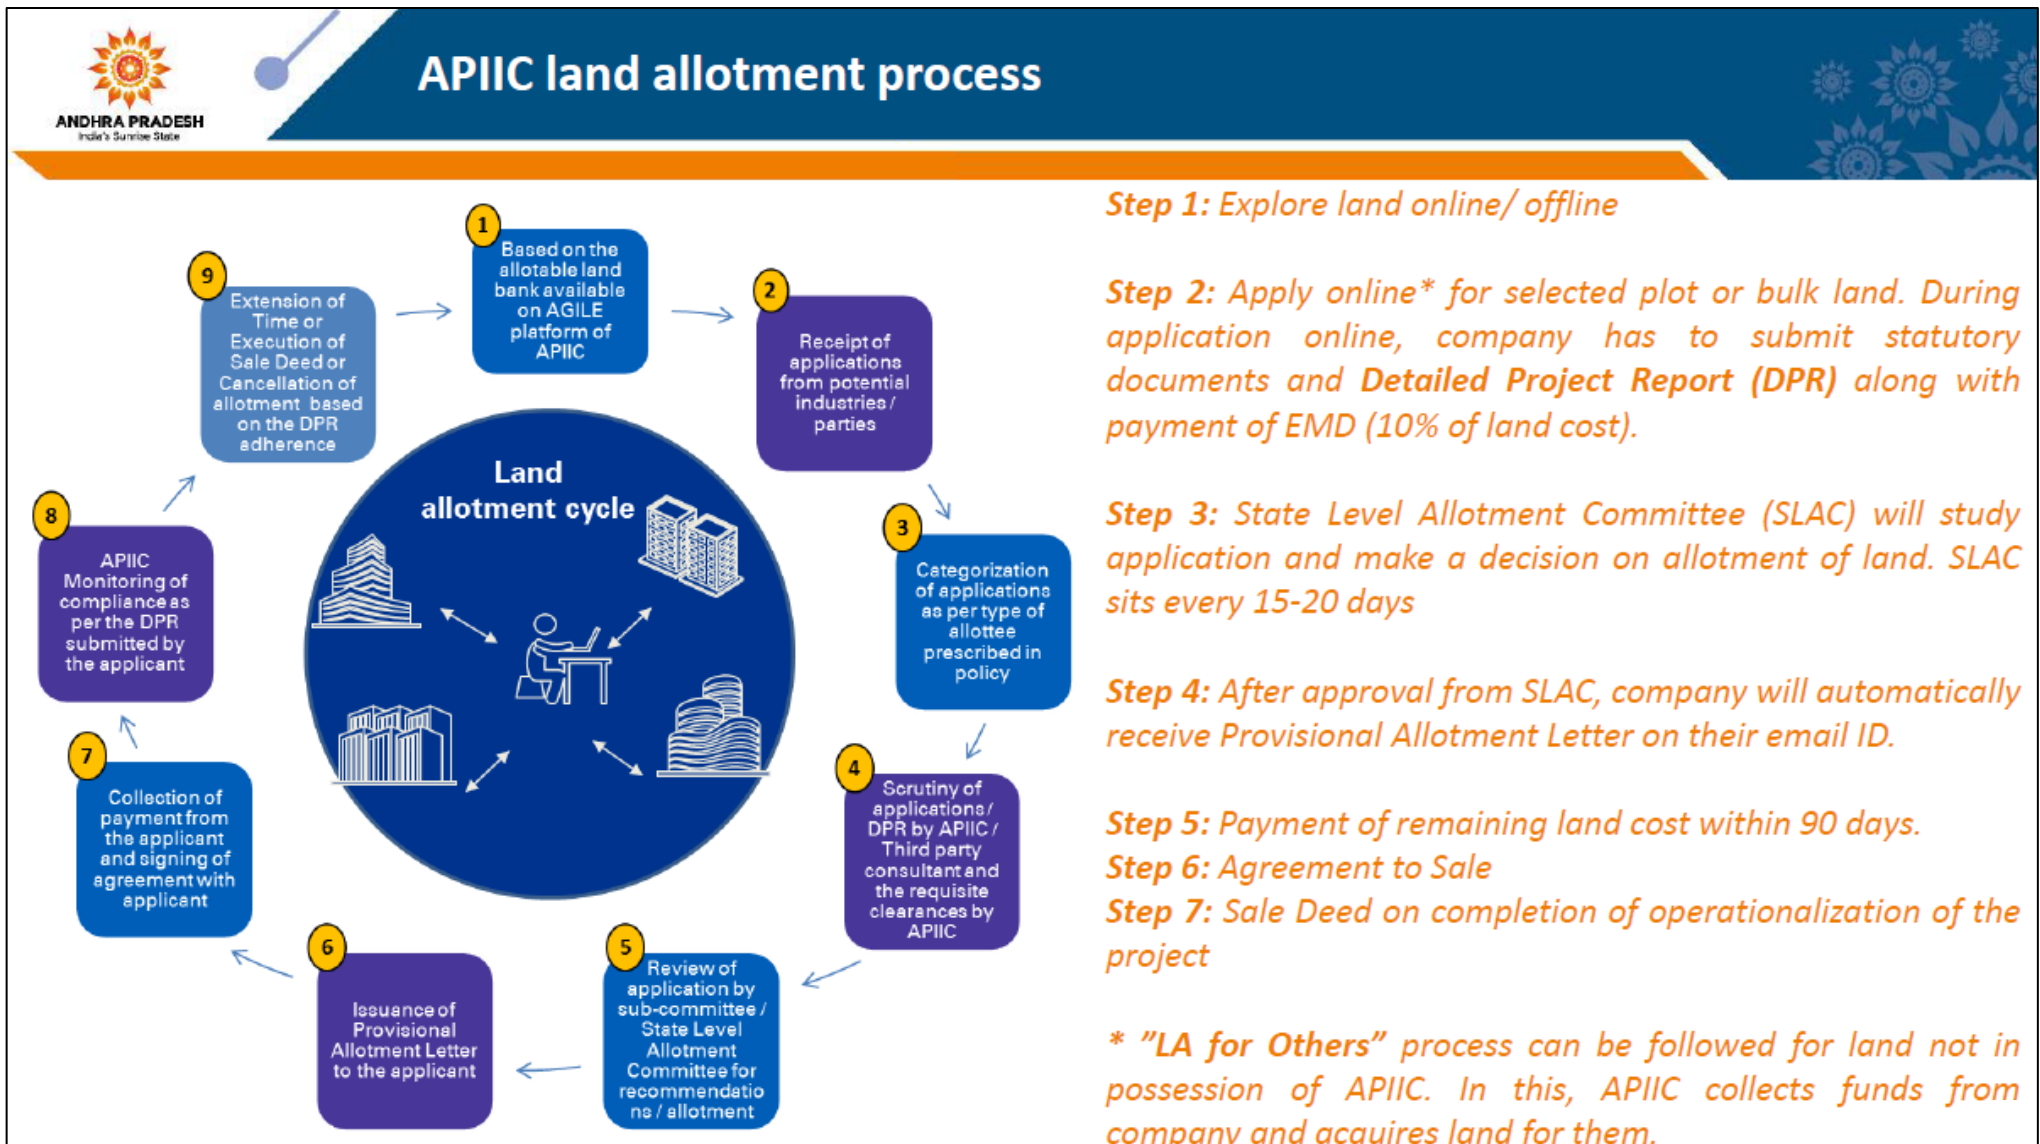 ANDHRA PRADESH
India's Sunrise State
APIIC land allotment process
1
Based on the
allotable land
bank available
on AGILE
platform of
APIIC
2
Receipt of
applications
from potential
industries /
parties
3
Categorization
of applications
as per type of
allottee
prescribed in
policy
4
Scrutiny of
applications /
DPR by APIIC /
Third party
consultant and
the requisite
clearances by
APIIC
5
Review of
application by
sub-committee /
State Level
Allotment
Committee for
recommendatio
ns / allotment
6
Issuance of
Provisional
Allotment Letter
to the applicant
7
Collection of
payment from
the applicant
and signing of
agreement with
applicant
8
APIIC
Monitoring of
compliance as
per the DPR
submitted by
the applicant
9
Extension of
Time or
Execution of
Sale Deed or
Cancellation of
allotment based
on the DPR
adherence
Land
allotment cycle
Step 1: Explore land online/ offline
Step 2: Apply online* for selected plot or bulk land. During
application online, company has to submit statutory
documents and Detailed Project Report (DPR) along with
payment of EMD (10% of land cost).
Step 3: State Level Allotment Committee (SLAC) will study
application and make a decision on allotment of land. SLAC
sits every 15-20 days
Step 4: After approval from SLAC, company will automatically
receive Provisional Allotment Letter on their email ID.
Step 5: Payment of remaining land cost within 90 days.
Step 6: Agreement to Sale
Step 7: Sale Deed on completion of operationalization of the
project
* ”LA for Others” process can be followed for land not in
possession of APIIC. In this, APIIC collects funds from
company and acquires land for them.